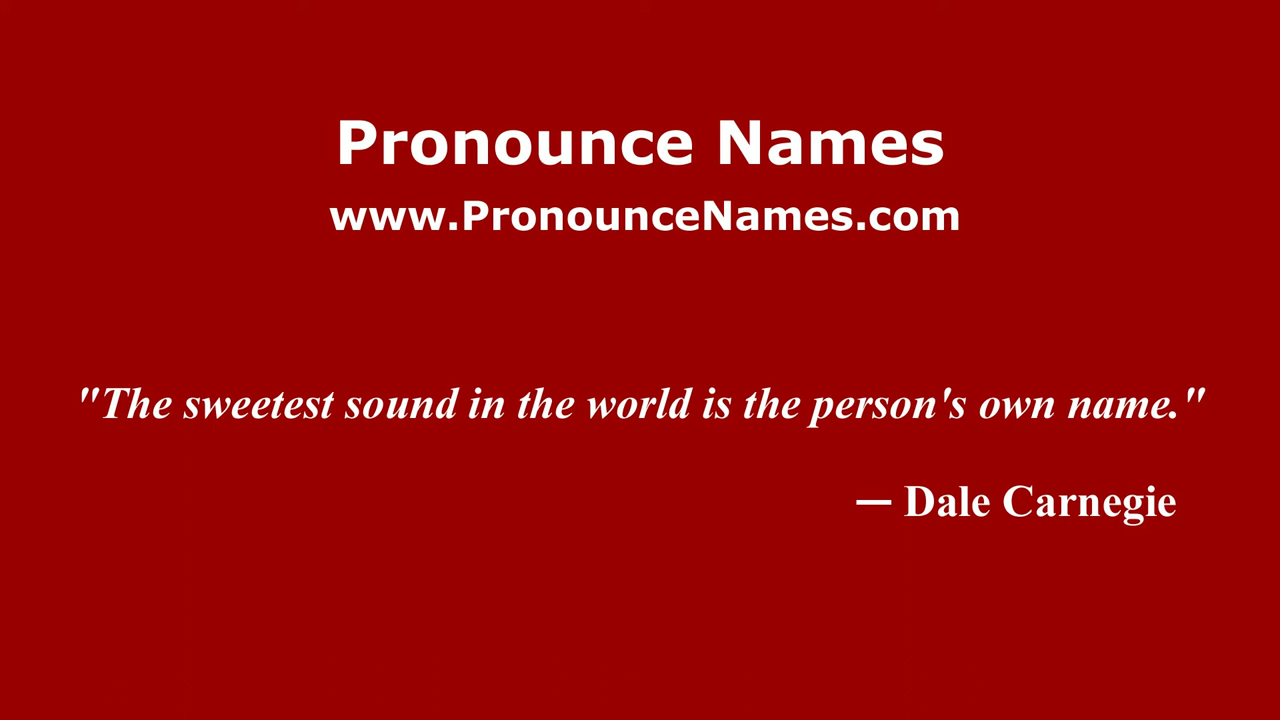 Pronounce Names
www.PronounceNames.com
"The sweetest sound in the world is the person's own name."
— Dale Carnegie